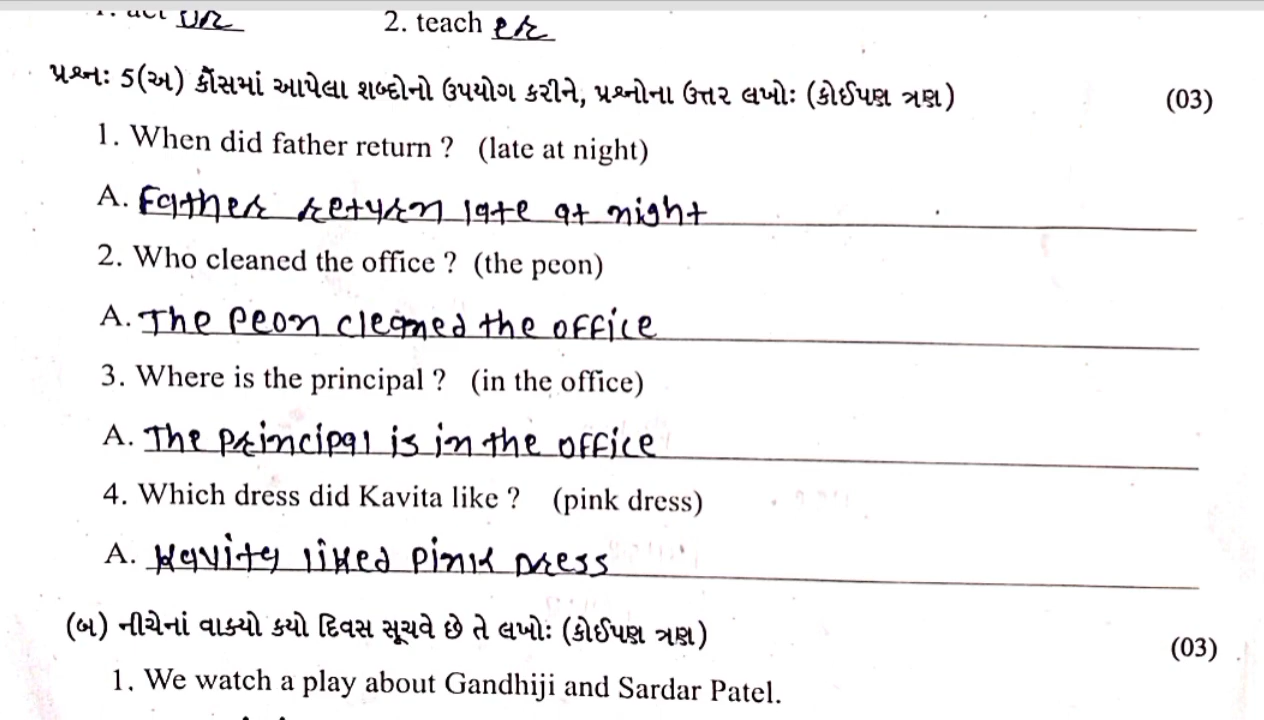 1. act or 2. teach er
પ્રશ્ન: 5(અ) કૌંસમાં આપેલા શબ્દોનો ઉપયોગ કરીને, પ્રશ્નોના ઉત્તર લખો: (કોઈપણ ત્રણ) (03)
1. When did father return ? (late at night)
A. Father return late at night
2. Who cleaned the office ? (the peon)
A. The peon cleaned the office
3. Where is the principal ? (in the office)
A. The principal is in the office
4. Which dress did Kavita like ? (pink dress)
A. Kavita liked pink Dress
(બ) નીચેનાં વાક્યો કયો દિવસ સૂચવે છે તે લખો: (કોઈપણ ત્રણ) (03)
1. We watch a play about Gandhiji and Sardar Patel.